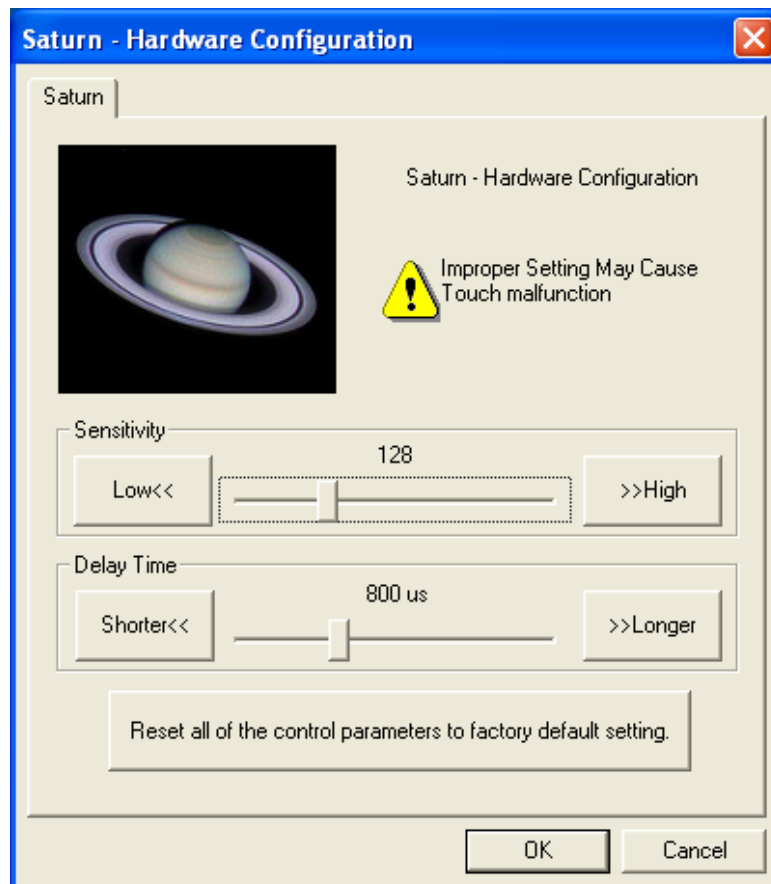 Saturn - Hardware Configuration
Saturn
Saturn - Hardware Configuration
Improper Setting May Cause
Touch malfunction
Sensitivity
128
Low<<
>>High
Delay Time
800 us
Shorter<<
>>Longer
Reset all of the control parameters to factory default setting.
OK
Cancel